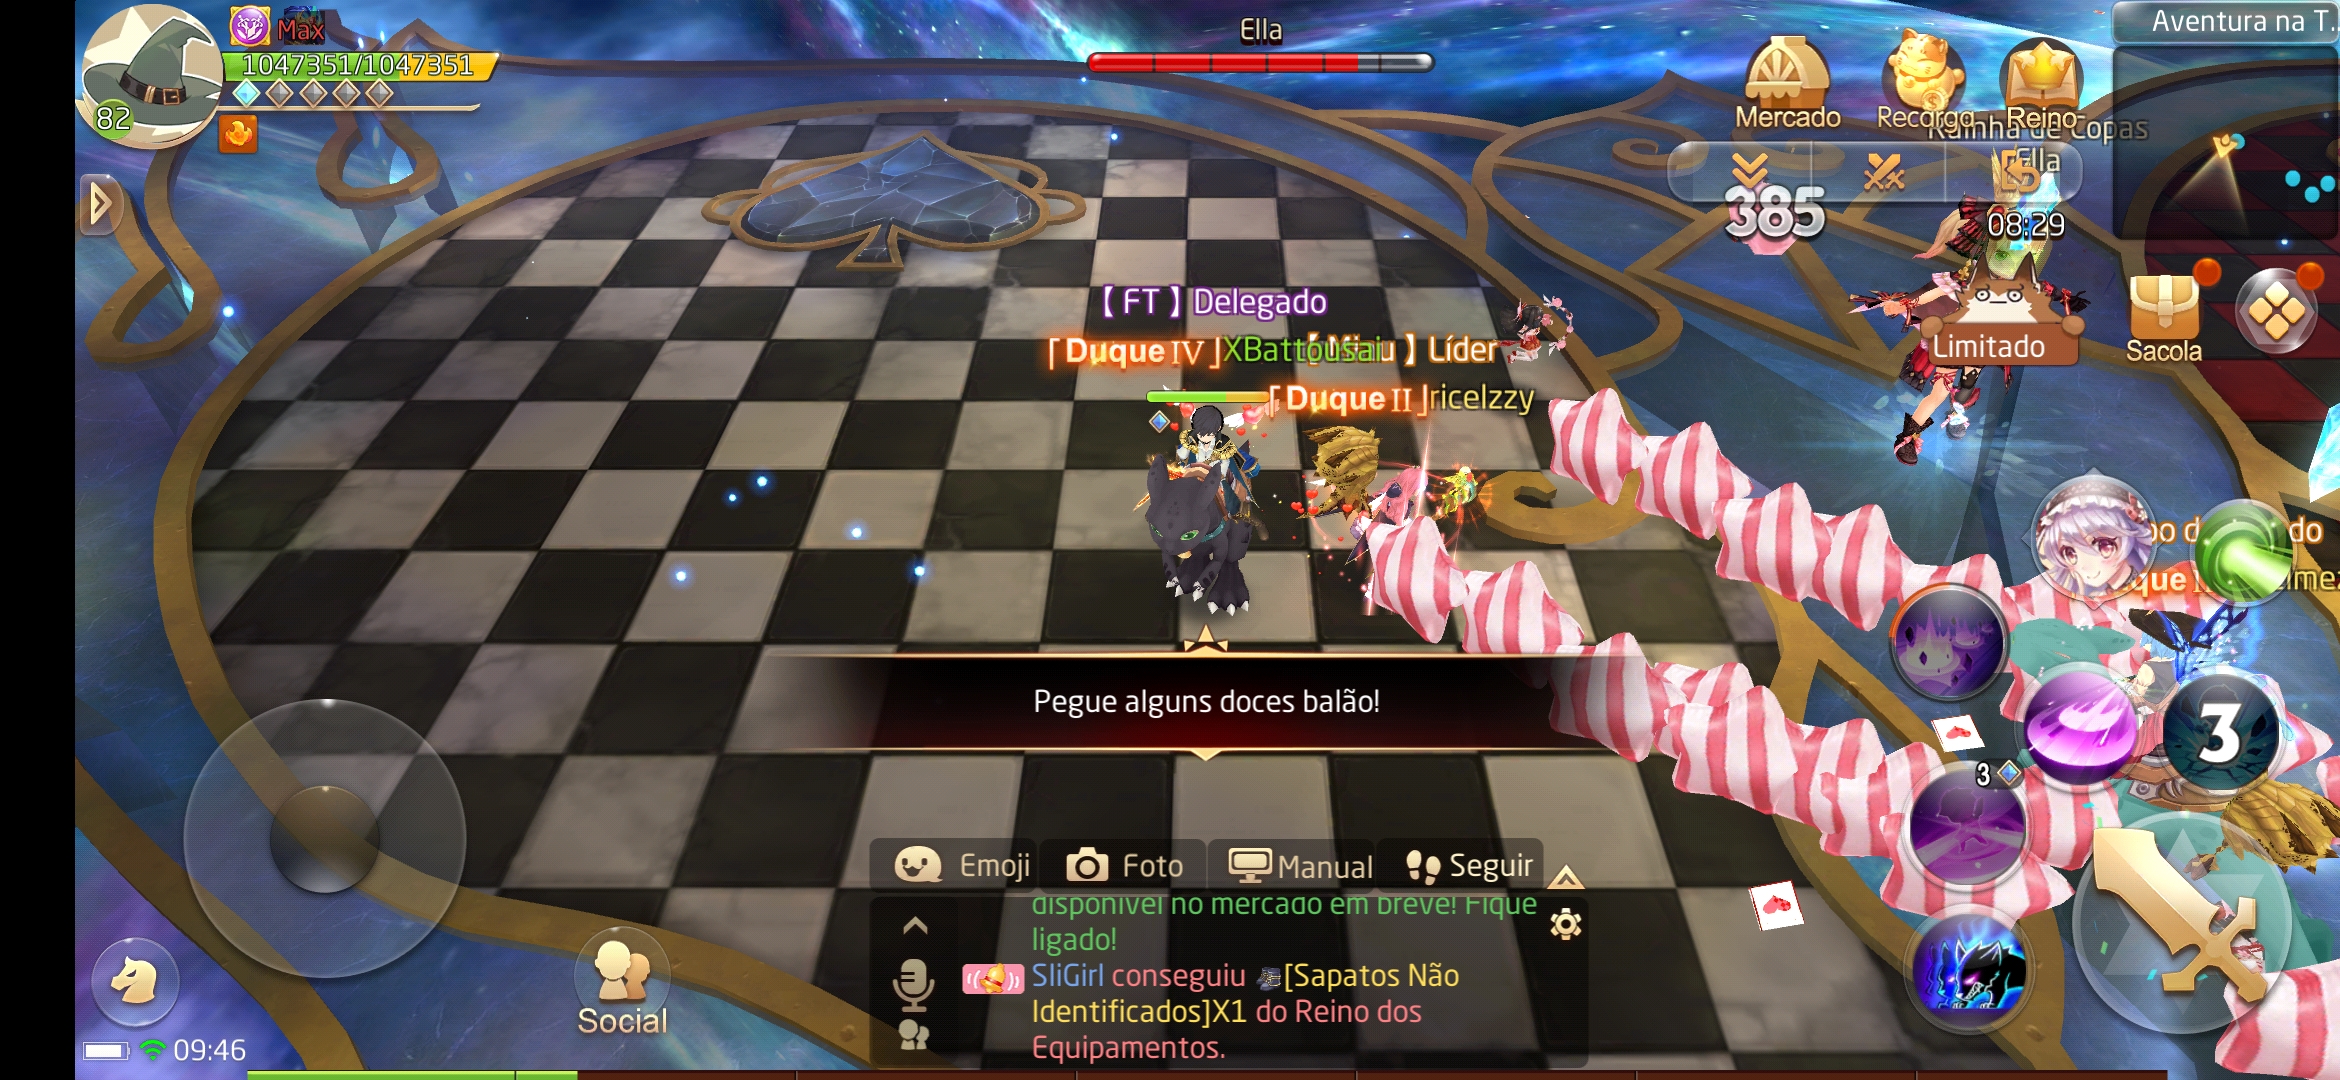 Max
1047351/1047351
82
Ella
Mercado
Recarga
Reino
Aventura na T.
Rainha de Copas
Ella
385
08:29
Limitado
Sacola
【 FT 】Delegado
「Duque IV」XBattousai
】Líder
「Duque II」ricelzzy
Pegue alguns doces balão!
3
3
Emoji
Foto
Manual
Seguir
disponível no mercado em breve! Fique
ligado!
SliGirl conseguiu [Sapatos Não
Identificados]X1 do Reino dos
Equipamentos.
Social
09:46